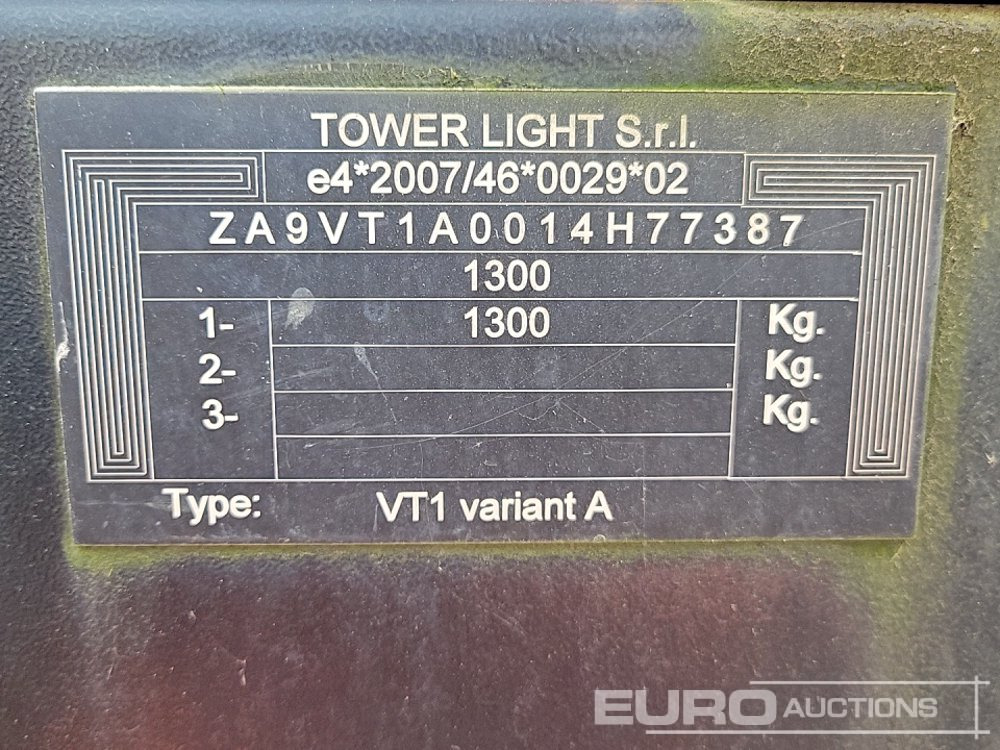 TOWER LIGHT S.r.l.
e4*2007/46*0029*02
ZA9VT1A0014H77387
1300
1- 1300 Kg.
2- Kg.
3- Kg.
Type: VT1 variant A
EURO AUCTIONS